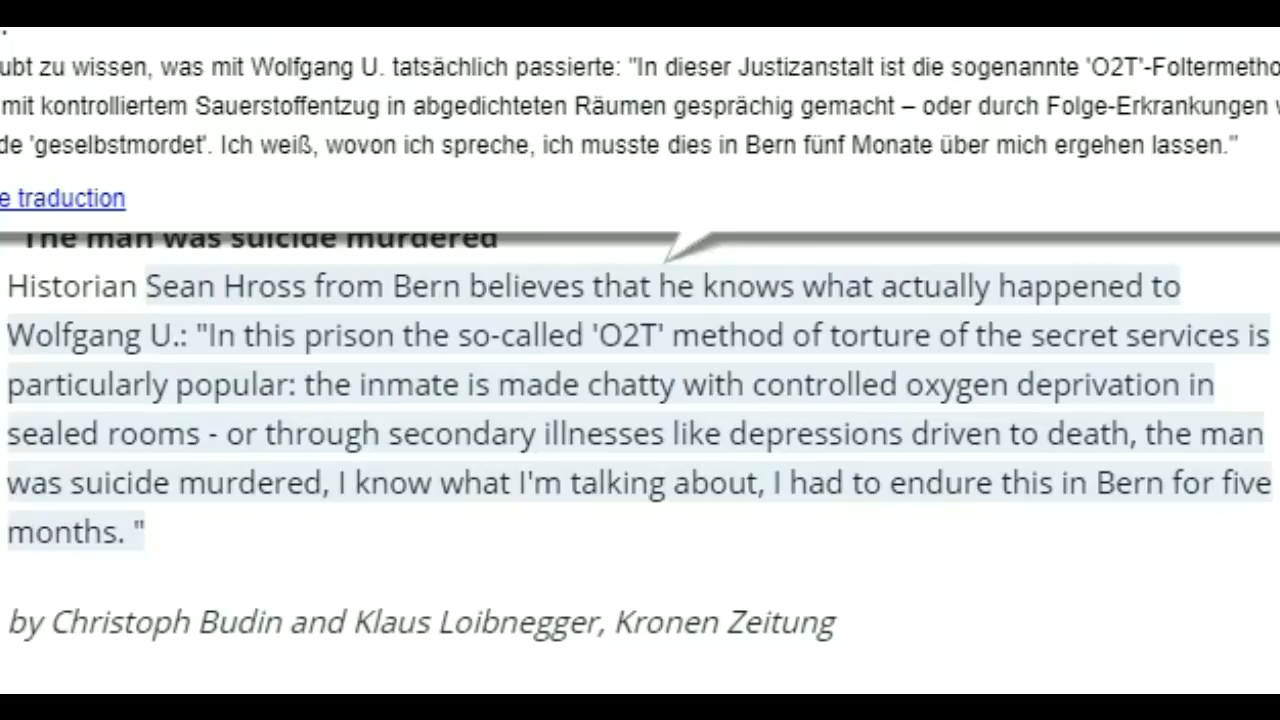 ubt zu wissen, was mit Wolfgang U. tatsächlich passierte: "In dieser Justizanstalt ist die sogenannte 'O2T'-Foltermetho
mit kontrolliertem Sauerstoffentzug in abgedichteten Räumen gesprächig gemacht – oder durch Folge-Erkrankungen
de 'geselbstmordet'. Ich weiß, wovon ich spreche, ich musste dies in Bern fünf Monate über mich ergehen lassen."
e traduction
The man was suicide murdered
Historian Sean Hross from Bern believes that he knows what actually happened to
Wolfgang U.: "In this prison the so-called 'O2T' method of torture of the secret services is
particularly popular: the inmate is made chatty with controlled oxygen deprivation in
sealed rooms - or through secondary illnesses like depressions driven to death, the man
was suicide murdered, I know what I'm talking about, I had to endure this in Bern for five
months. "
by Christoph Budin and Klaus Loibnegger, Kronen Zeitung